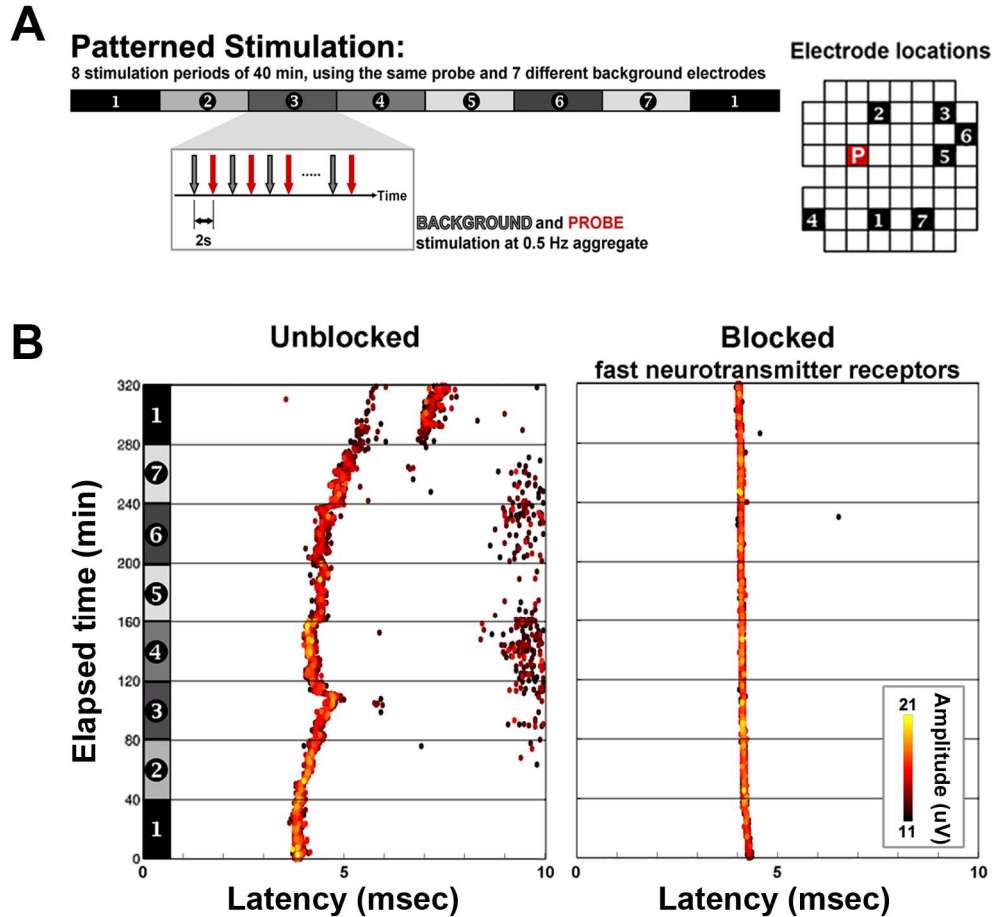 A
Patterned Stimulation:
8 stimulation periods of 40 min, using the same probe and 7 different background electrodes
1 2 3 4 5 6 7 1
Time
2s
BACKGROUND and PROBE
stimulation at 0.5 Hz aggregate
Electrode locations
2 3
6
P 5
4 1 7
B
Unblocked
Blocked
fast neurotransmitter receptors
Elapsed time (min)
320
1
280
7
240
6
200
5
160
4
120
3
80
2
40
1
0
0 5 10
Latency (msec)
0 5 10
Latency (msec)
21
11
Amplitude (uV)